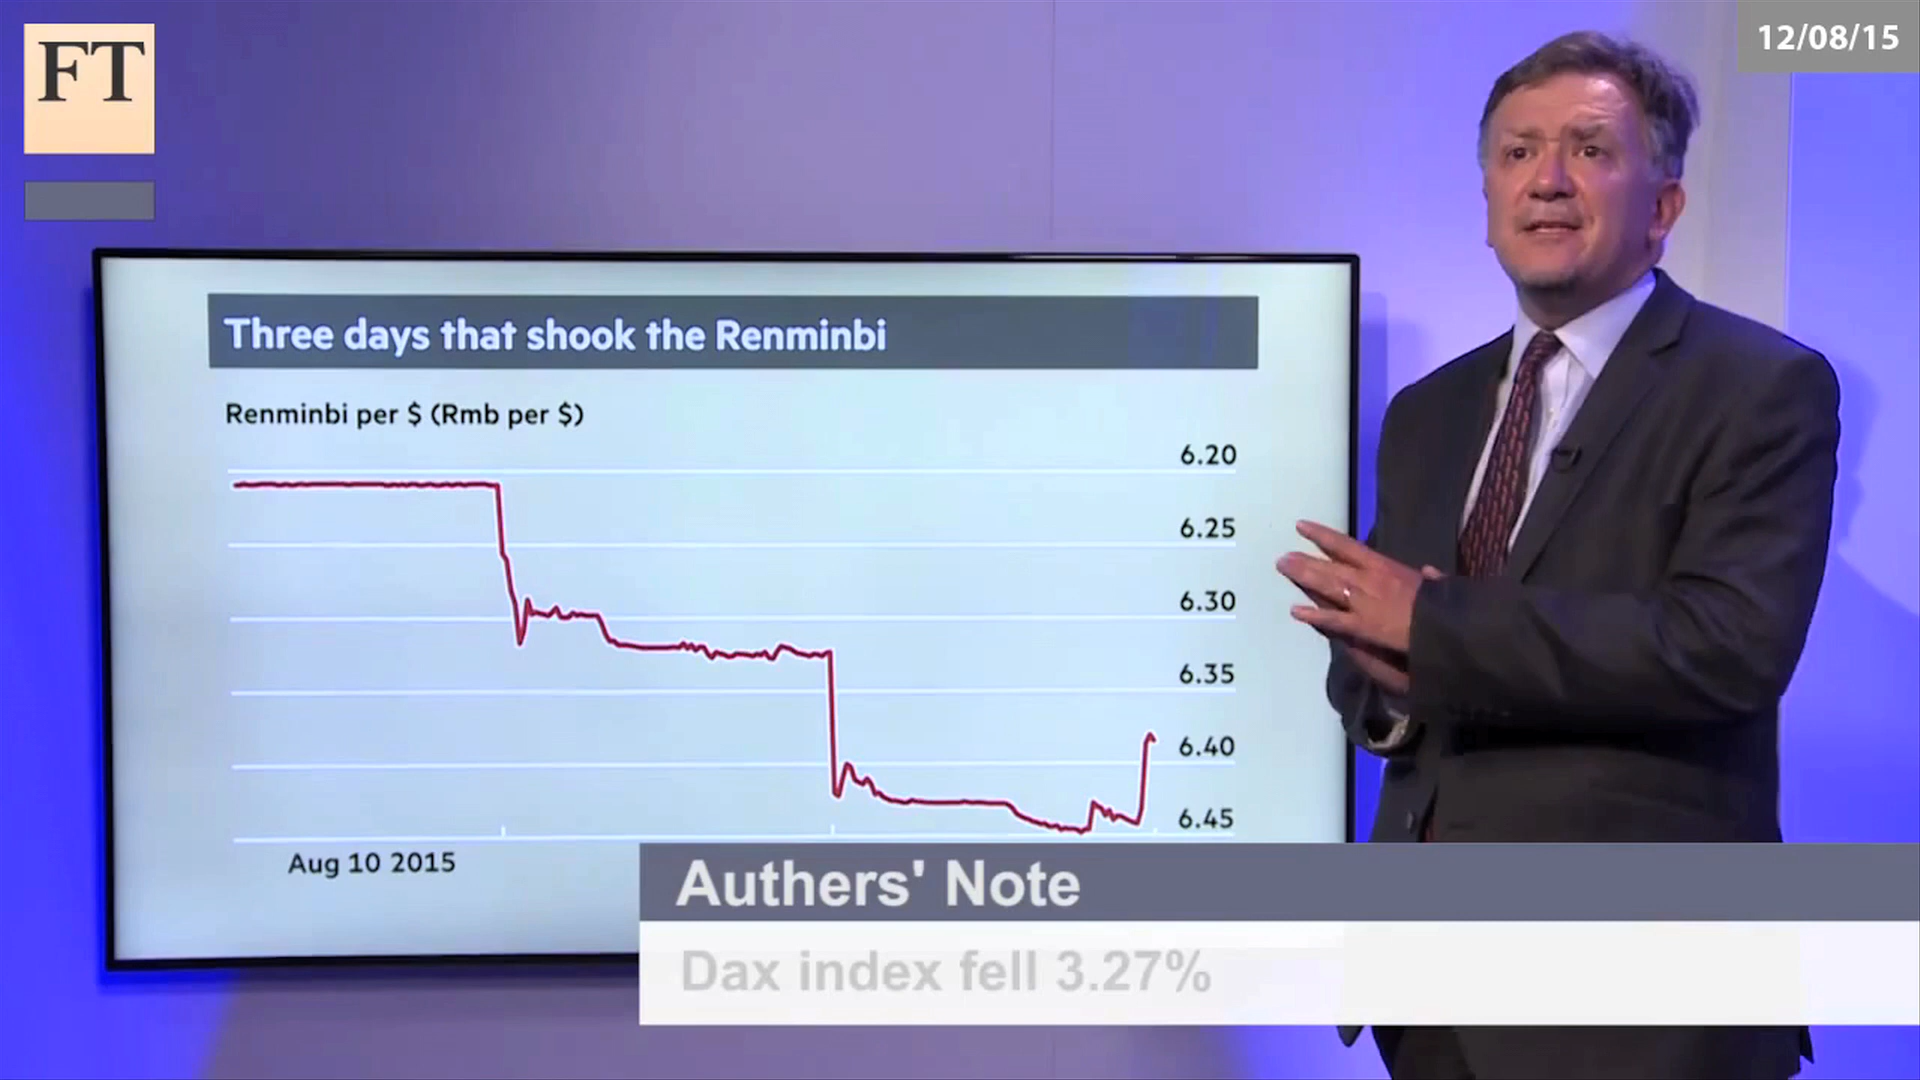 FT
12/08/15
Three days that shook the Renminbi
Renminbi per $ (Rmb per $)
6.20
6.25
6.30
6.35
6.40
6.45
Aug 10 2015
Authers' Note
Dax index fell 3.27%